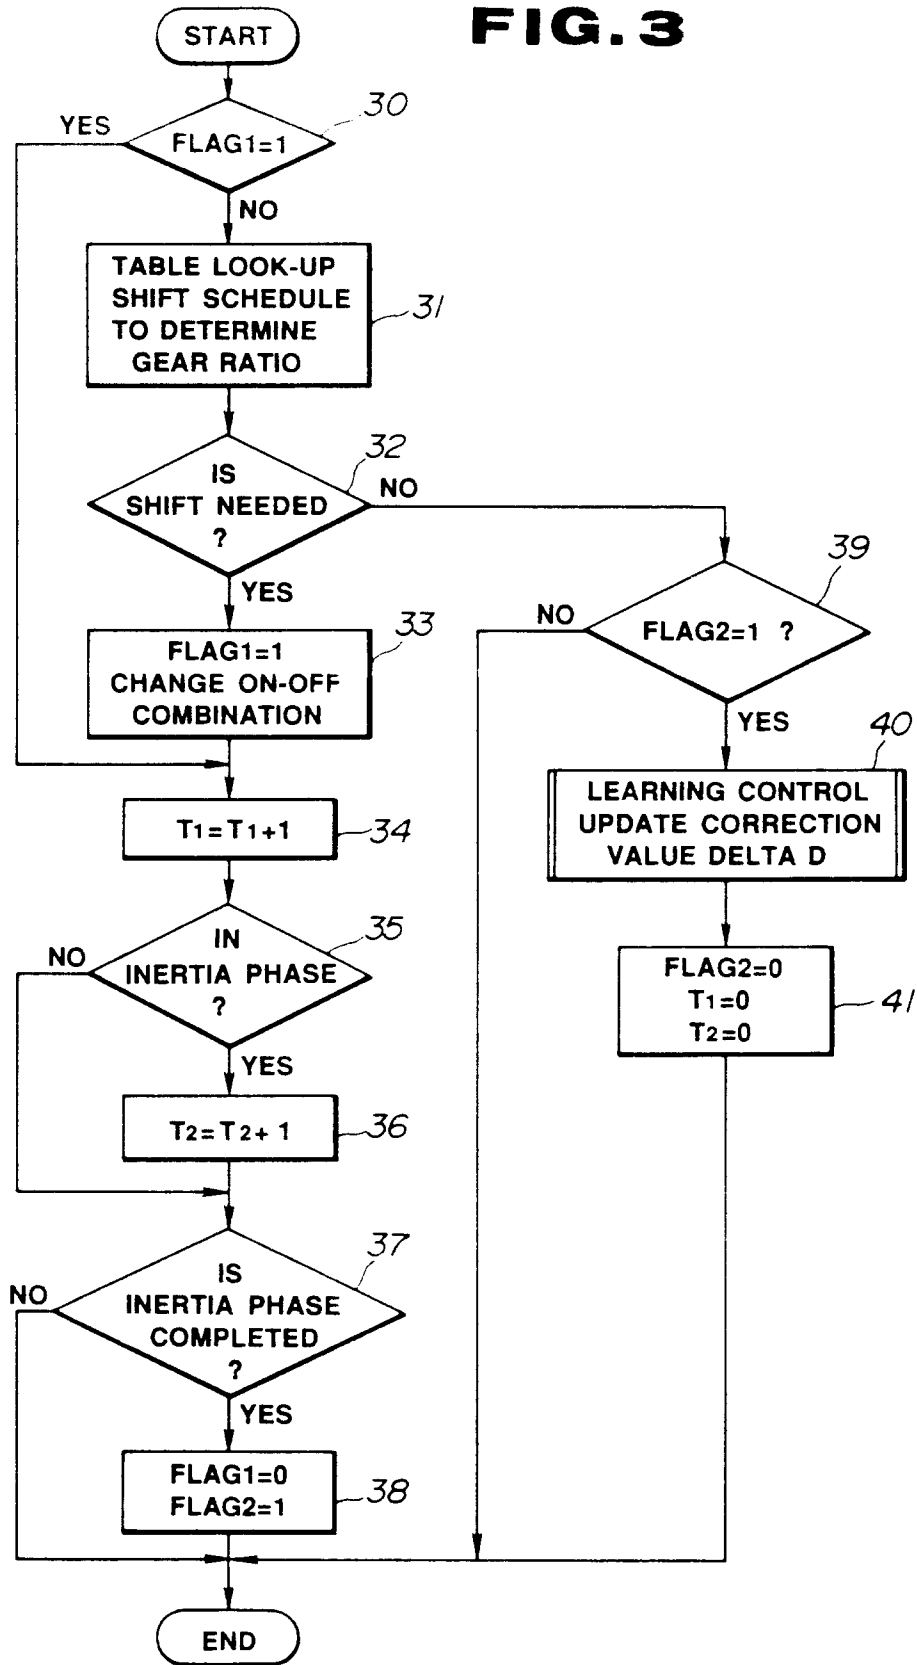 FIG.3
START
30
YES
FLAG1=1
NO
TABLE LOOK-UP
SHIFT SCHEDULE
TO DETERMINE
GEAR RATIO
31
32
IS
SHIFT NEEDED
?
NO
YES
33
FLAG1=1
CHANGE ON-OFF
COMBINATION
T1=T1+1
34
35
IN
INERTIA PHASE
?
NO
YES
T2=T2+1
36
37
IS
INERTIA PHASE
COMPLETED
?
NO
YES
FLAG1=0
FLAG2=1
38
39
FLAG2=1 ?
NO
YES
40
LEARNING CONTROL
UPDATE CORRECTION
VALUE DELTA D
FLAG2=0
T1=0
T2=0
41
END